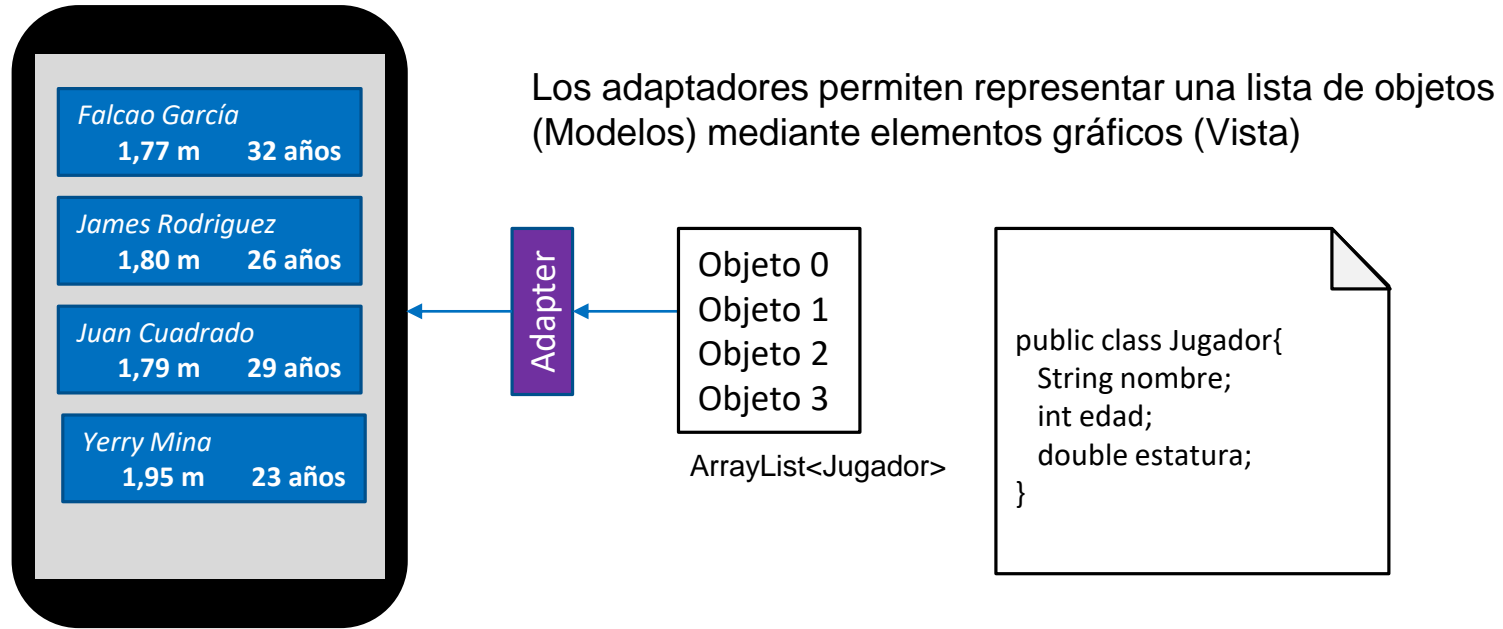 Los adaptadores permiten representar una lista de objetos
(Modelos) mediante elementos gráficos (Vista)
Falcao García
1,77 m 32 años
James Rodriguez
1,80 m 26 años
Juan Cuadrado
1,79 m 29 años
Yerry Mina
1,95 m 23 años
Adapter
Objeto 0
Objeto 1
Objeto 2
Objeto 3
ArrayList<Jugador>
public class Jugador{
String nombre;
int edad;
double estatura;
}